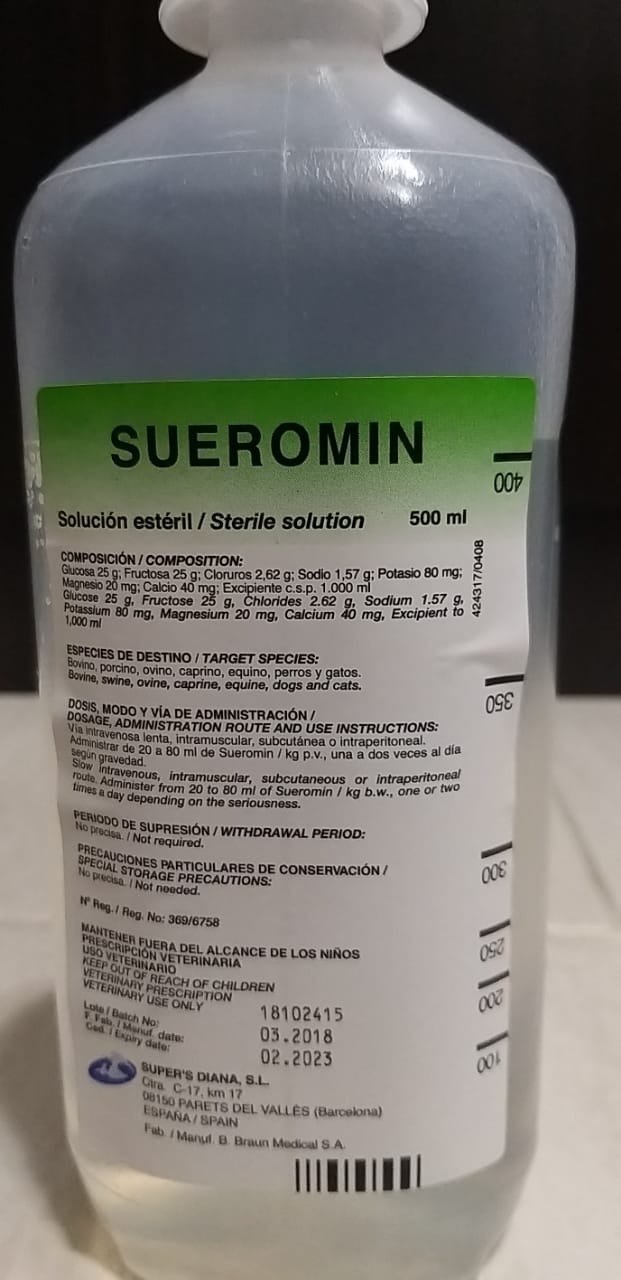 SUEROMIN
Solución estéril / Sterile solution 500 ml
COMPOSICIÓN / COMPOSITION:
Glucosa 25 g; Fructosa 25 g; Cloruros 2,62 g; Sodio 1,57 g; Potasio 80 mg;
Magnesio 20 mg; Calcio 40 mg; Excipiente c.s.p. 1.000 ml
Glucose 25 g, Fructose 25 g, Chlorides 2.62 g, Sodium 1.57 g,
Potassium 80 mg, Magnesium 20 mg, Calcium 40 mg, Excipient to
1,000 ml
424317/0408
ESPECIES DE DESTINO / TARGET SPECIES:
Bovino, porcino, ovino, caprino, equino, perros y gatos.
Bovine, swine, ovine, caprine, equine, dogs and cats.
DOSIS, MODO Y VÍA DE ADMINISTRACIÓN /
DOSAGE, ADMINISTRATION ROUTE AND USE INSTRUCTIONS:
Vía intravenosa lenta, intramuscular, subcutánea o intraperitoneal.
Administrar de 20 a 80 ml de Sueromin / kg p.v., una a dos veces al día
según gravedad.
Slow intravenous, intramuscular, subcutaneous or intraperitoneal
route. Administer from 20 to 80 ml of Sueromin / kg b.w., one or two
times a day depending on the seriousness.
PERIODO DE SUPRESIÓN / WITHDRAWAL PERIOD:
No precisa. / Not required.
PRECAUCIONES PARTICULARES DE CONSERVACIÓN /
SPECIAL STORAGE PRECAUTIONS:
No precisa. / Not needed.
Nº Reg. / Reg. No: 369/6758
MANTENER FUERA DEL ALCANCE DE LOS NIÑOS
PRESCRIPCIÓN VETERINARIA
USO VETERINARIO
KEEP OUT OF REACH OF CHILDREN
VETERINARY PRESCRIPTION
VETERINARY USE ONLY
Lote / Batch No: 18102415
F. Fab. / Manuf. date: 03.2018
Cad. / Expiry date: 02.2023
SUPER'S DIANA, S.L.
Ctra. C-17, km 17
08150 PARETS DEL VALLÈS (Barcelona)
ESPAÑA / SPAIN
Fab. / Manuf. B. Braun Medical S.A.
400
350
300
250
200
100